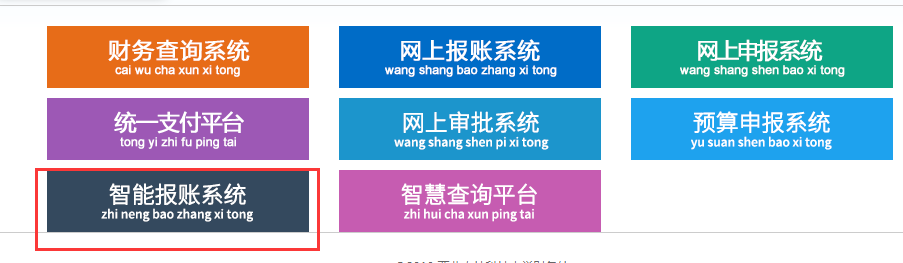 财务查询系统
cai wu cha xun xi tong
网上报账系统
wang shang bao zhang xi tong
网上申报系统
wang shang shen bao xi tong
统一支付平台
tong yi zhi fu ping tai
网上审批系统
wang shang shen pi xi tong
预算申报系统
yu suan shen bao xi tong
智能报账系统
zhi neng bao zhang xi tong
智慧查询平台
zhi hui cha xun ping tai